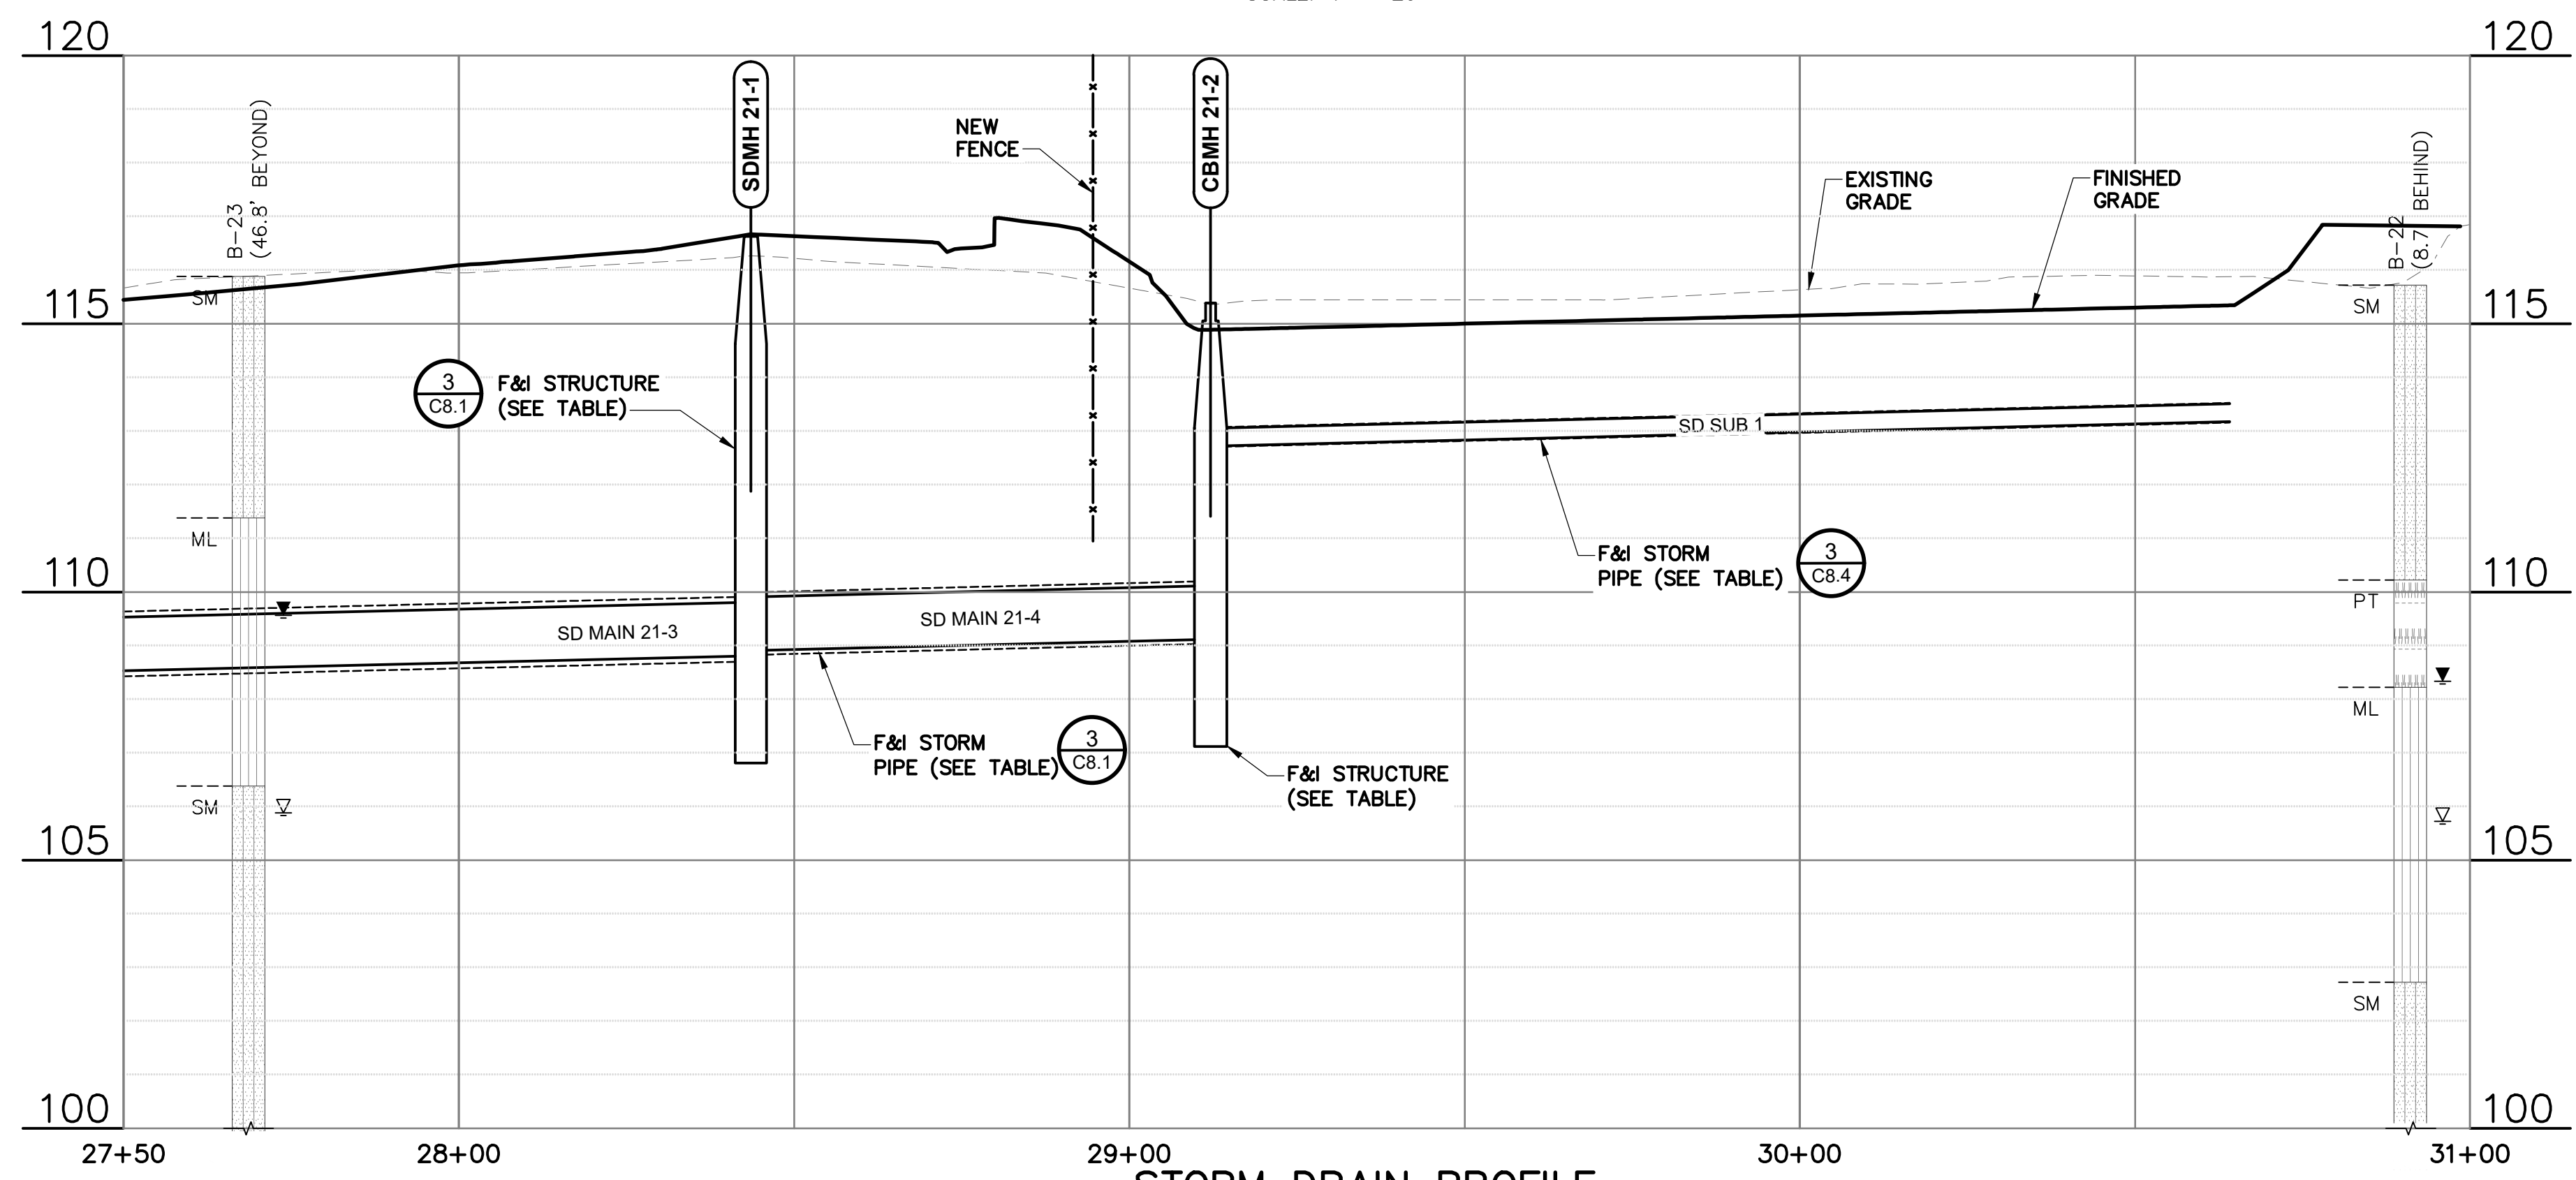 120
120
SDMH 21-1
CBMH 21-2
B-23
(46.8' BEYOND)
NEW
FENCE
EXISTING
GRADE
FINISHED
GRADE
B-22
BEHIND)
SM
115
115
SM
3
C8.1
F&I STRUCTURE
(SEE TABLE)
SD SUB 1
ML
F&I STORM
PIPE (SEE TABLE)
3
C8.4
110
110
PT
SD MAIN 21-3
SD MAIN 21-4
ML
F&I STORM
PIPE (SEE TABLE)
3
C8.1
F&I STRUCTURE
(SEE TABLE)
SM
105
105
SM
100
100
27+50
28+00
29+00
30+00
31+00
STORM DRAIN PROFILE